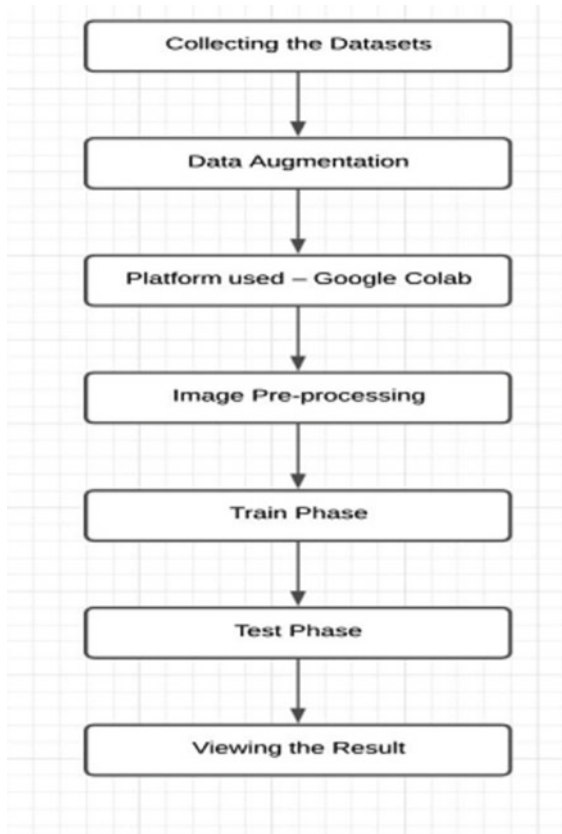 Collecting the Datasets
Data Augmentation
Platform used – Google Colab
Image Pre-processing
Train Phase
Test Phase
Viewing the Result